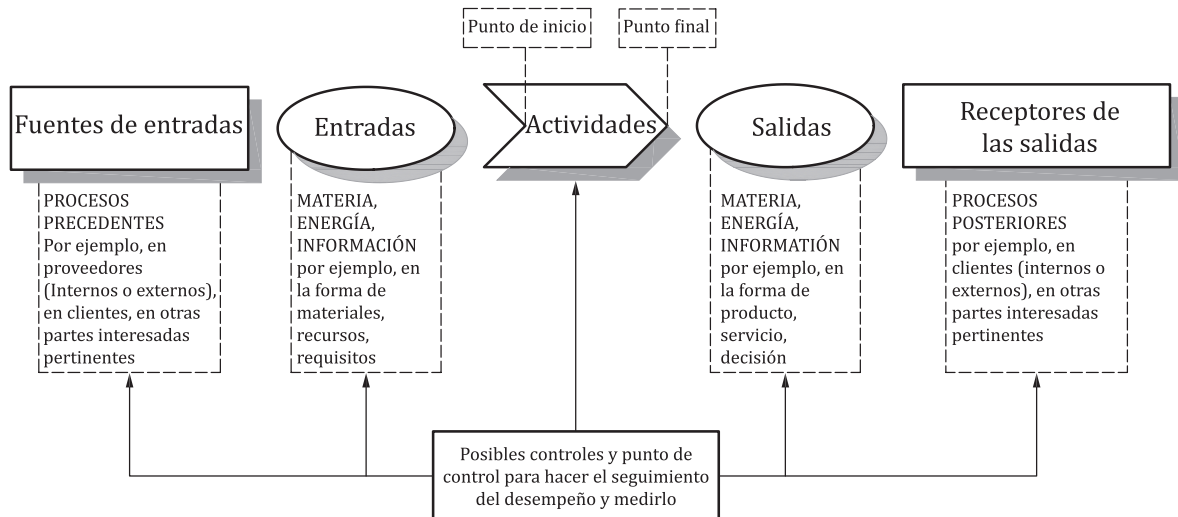 Punto de inicio
Punto final
Fuentes de entradas
Entradas
Actividades
Salidas
Receptores de
las salidas
PROCESOS
PRECEDENTES
Por ejemplo, en
proveedores
(Internos o externos),
en clientes, en otras
partes interesadas
pertinentes
MATERIA,
ENERGÍA,
INFORMACIÓN
por ejemplo, en
la forma de
materiales,
recursos,
requisitos
MATERIA,
ENERGÍA,
INFORMATIÓN
por ejemplo, en
la forma de
producto,
servicio,
decisión
PROCESOS
POSTERIORES
por ejemplo, en
clientes (internos o
externos), en otras
partes interesadas
pertinentes
Posibles controles y punto de
control para hacer el seguimiento
del desempeño y medirlo